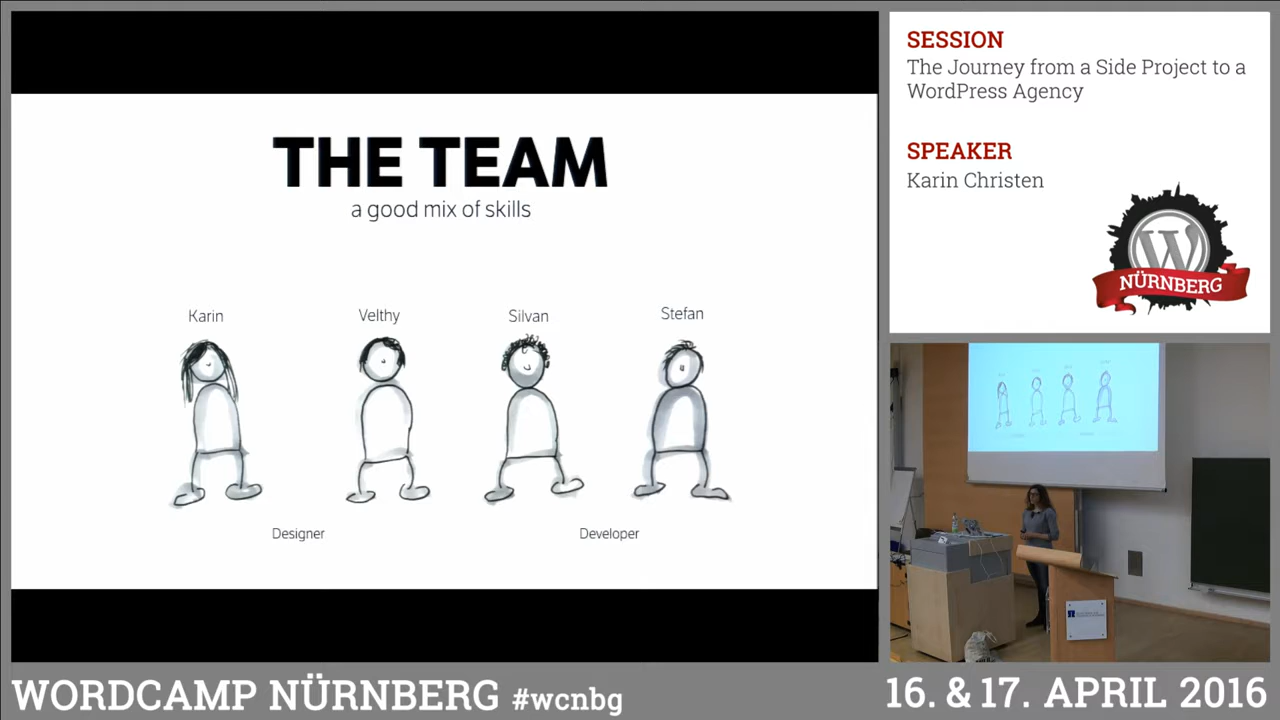 THE TEAM
a good mix of skills
Karin
Velthy
Silvan
Stefan
Designer
Developer
SESSION
The Journey from a Side Project to a
WordPress Agency
SPEAKER
Karin Christen
W
NÜRNBERG
WORDCAMP NÜRNBERG #wcnbg
16. & 17. APRIL 2016